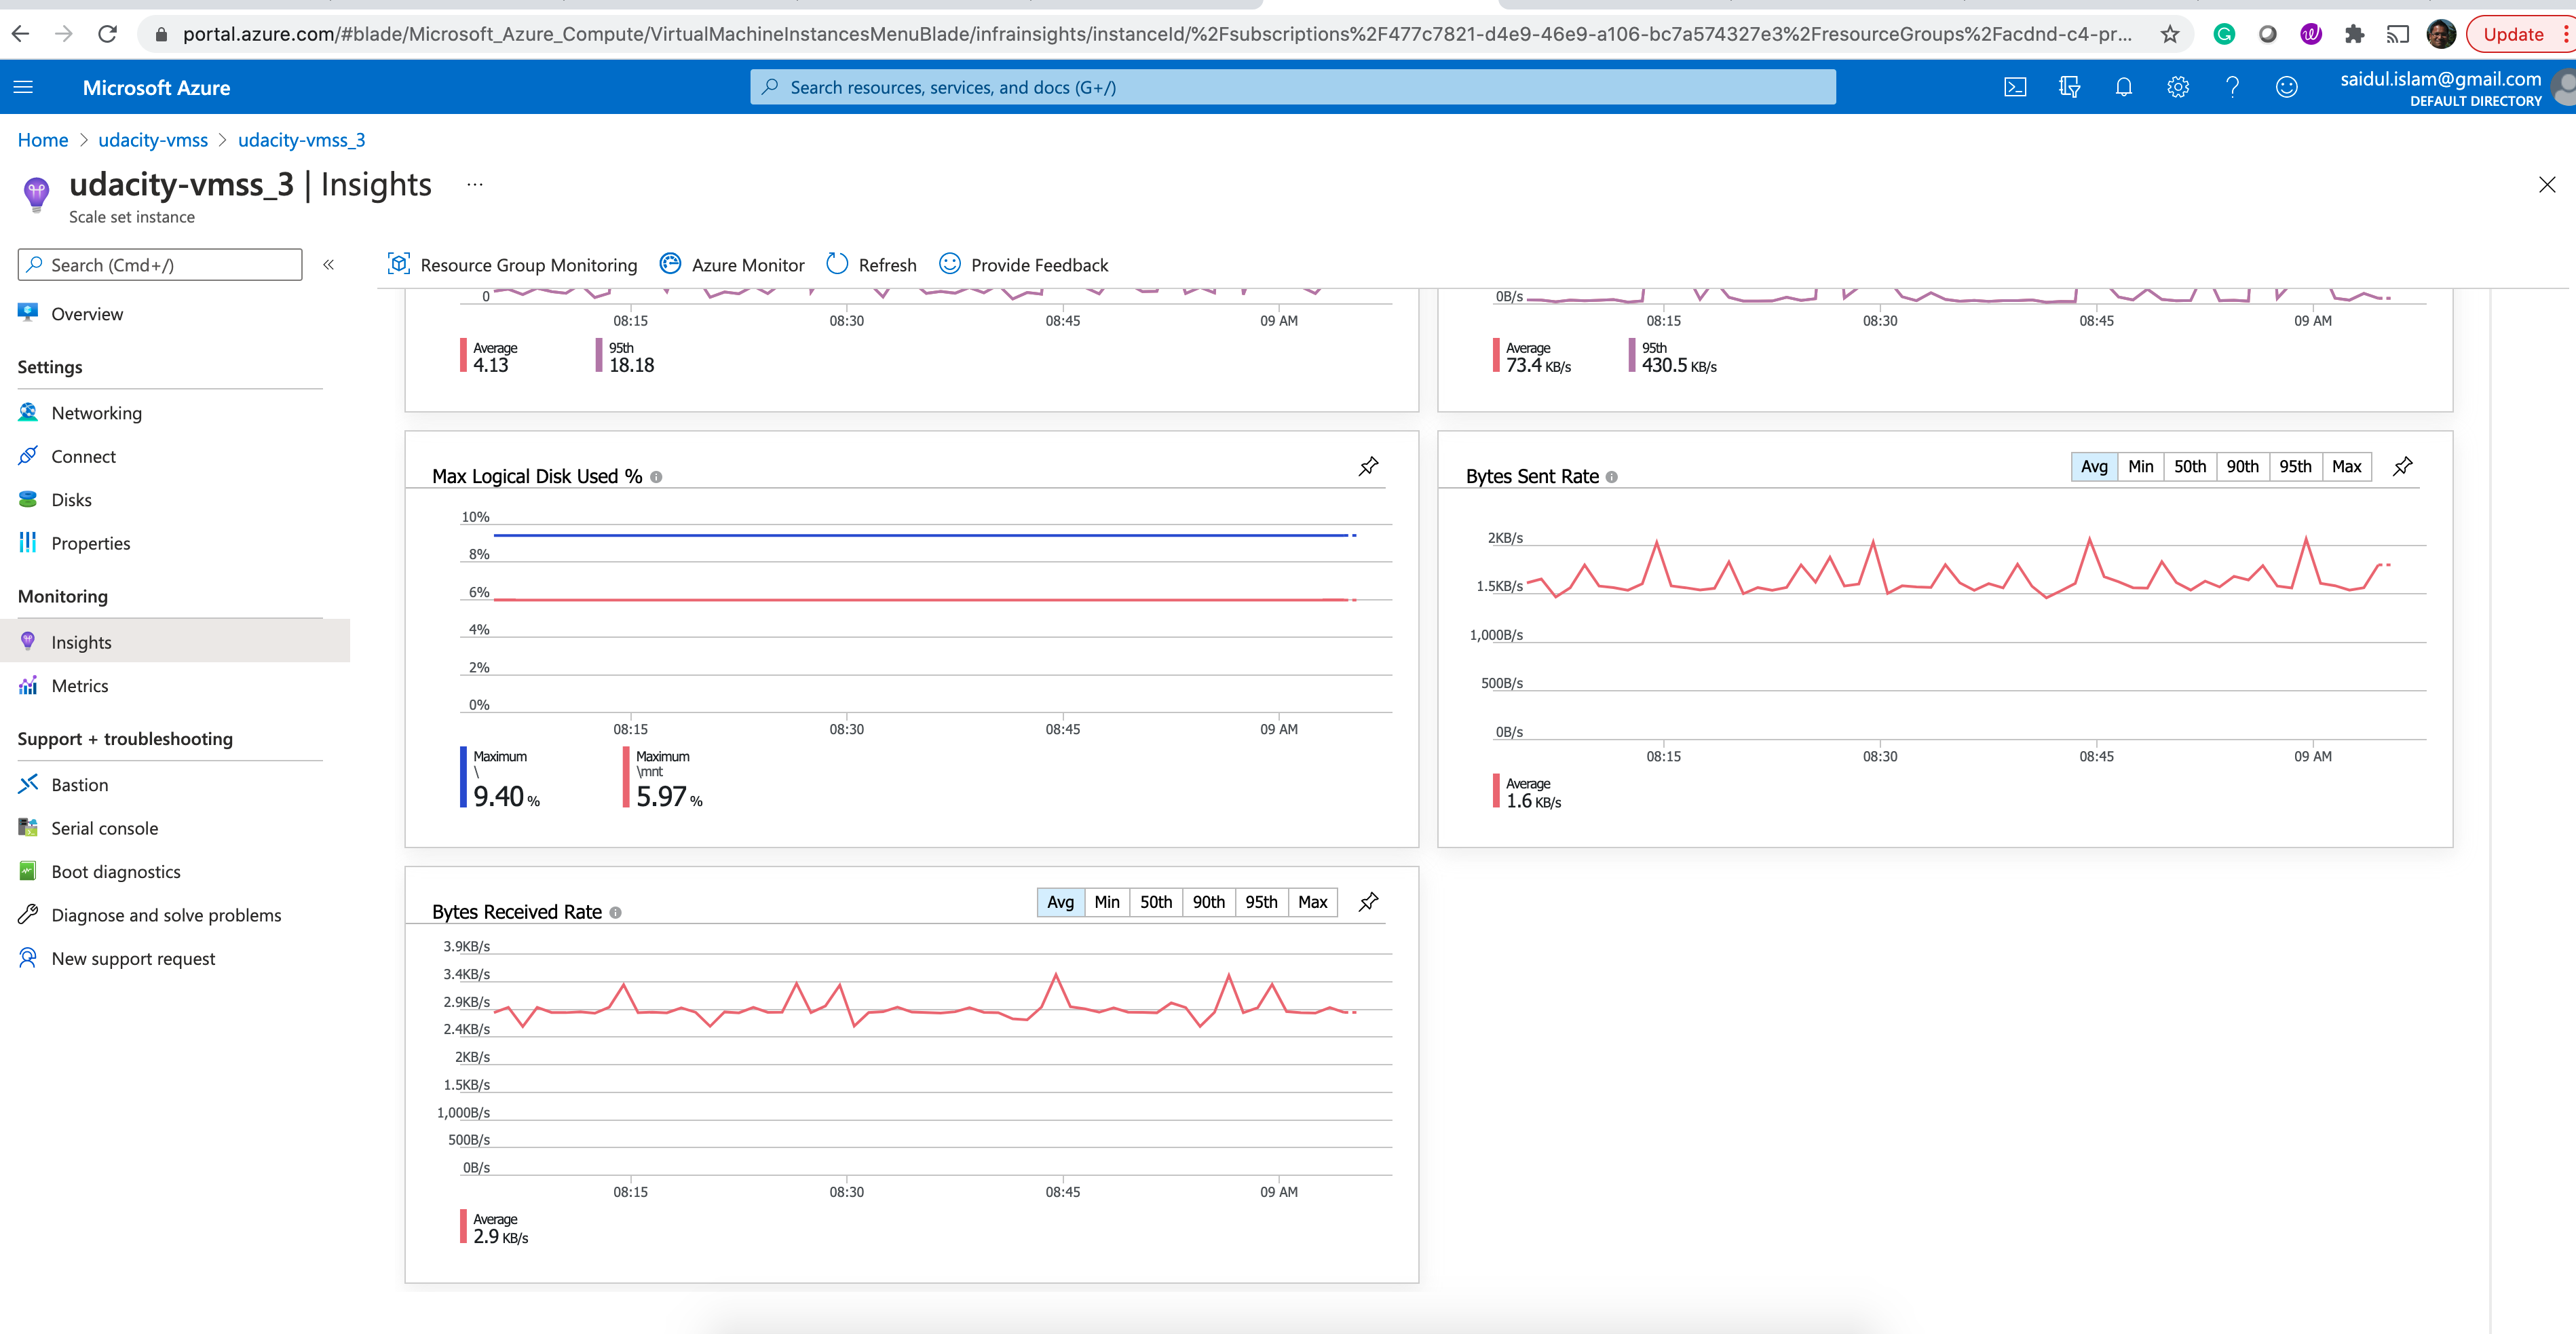 portal.azure.com/#blade/Microsoft_Azure_Compute/VirtualMachineInstancesMenuBlade/infrainsights/instanceId/%2Fsubscriptions%2F477c7821-d4e9-46e9-a106-bc7a574327e3%2FresourceGroups%2Facdnd-c4-pr...
Update
Microsoft Azure
Search resources, services, and docs (G+/)
saidul.islam@gmail.com
DEFAULT DIRECTORY
Home > udacity-vmss > udacity-vmss_3
udacity-vmss_3 | Insights ...
Scale set instance
Search (Cmd+/)
«
Overview
Settings
Networking
Connect
Disks
Properties
Monitoring
Insights
Metrics
Support + troubleshooting
Bastion
Serial console
Boot diagnostics
Diagnose and solve problems
New support request
Resource Group Monitoring
Azure Monitor
Refresh
Provide Feedback
0
08:15 08:30 08:45 09 AM
Average 95th
4.13 18.18
0B/s
08:15 08:30 08:45 09 AM
Average 95th
73.4 KB/s 430.5 KB/s
Max Logical Disk Used %
10%
8%
6%
4%
2%
0%
08:15 08:30 08:45 09 AM
Maximum Maximum
\ \mnt
9.40 % 5.97 %
Bytes Sent Rate
Avg Min 50th 90th 95th Max
2KB/s
1.5KB/s
1,000B/s
500B/s
0B/s
08:15 08:30 08:45 09 AM
Average
1.6 KB/s
Bytes Received Rate
Avg Min 50th 90th 95th Max
3.9KB/s
3.4KB/s
2.9KB/s
2.4KB/s
2KB/s
1.5KB/s
1,000B/s
500B/s
0B/s
08:15 08:30 08:45 09 AM
Average
2.9 KB/s